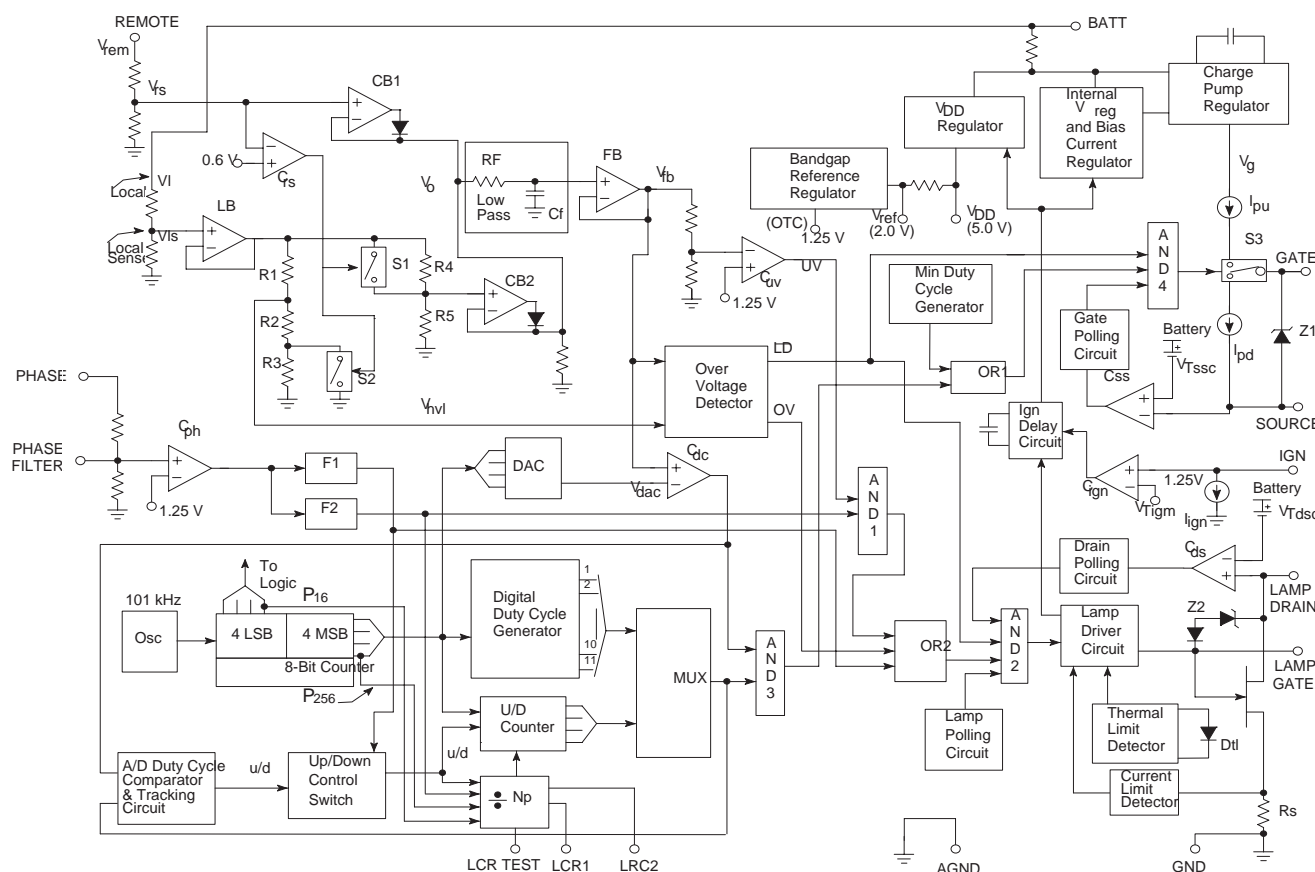 REMOTE
Vrem
Vrs
BATT
CB1
0.6 V
Crs
Local
Vl
LB
Vls
Local
Sense
R1
R2
R3
S1
S2
R4
R5
CB2
Vo
RF
Low
Pass
Cf
FB
Vfb
Bandgap
Reference
Regulator
(OTC)
1.25 V
Vref
(2.0 V)
VDD
(5.0 V)
VDD
Regulator
Internal
Vreg
and Bias
Current
Regulator
Charge
Pump
Regulator
Vg
Ipu
S3
GATE
Z1
Ipd
SOURCE
A
N
D
4
Gate
Polling
Circuit
Battery
VTssc
Css
Cuv
UV
1.25 V
Min Duty
Cycle
Generator
OR1
Over
Voltage
Detector
LD
OV
Vhvl
PHASE
PHASE
FILTER
Cph
1.25 V
F1
F2
DAC
Vdac
Cdc
A
N
D
1
Ign
Delay
Circuit
Cign
VTigm
1.25V
Iign
IGN
Battery
VTdsc
Cds
Drain
Polling
Circuit
LAMP
DRAIN
Z2
LAMP
GATE
101 kHz
Osc
To
Logic
P16
4 LSB
4 MSB
8-Bit Counter
P256
Digital
Duty Cycle
Generator
1
2
10
11
MUX
A
N
D
3
OR2
A
N
D
2
Lamp
Driver
Circuit
Lamp
Polling
Circuit
Thermal
Limit
Detector
Dtl
Current
Limit
Detector
Rs
U/D
Counter
A/D Duty Cycle
Comparator
& Tracking
Circuit
u/d
Up/Down
Control
Switch
u/d
÷ Np
LCR TEST
LCR1
LRC2
AGND
GND